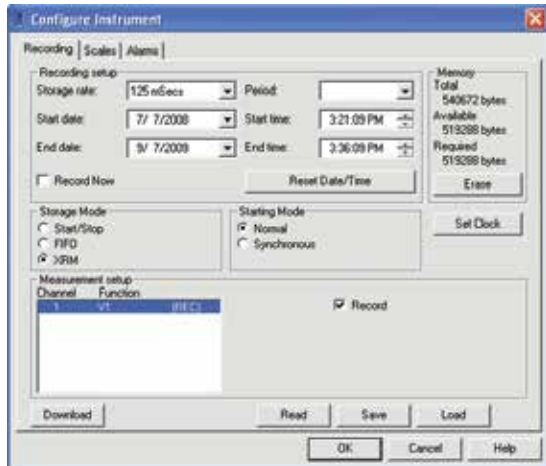 Configure Instrument
Recording Scales Alarms
Recording setup
Storage rate: 125 mSecs Period:
Start date: 7/ 7/2008 Start time: 3:21:09 PM
End date: 9/ 7/2009 End time: 3:36:09 PM
Record Now Reset Date/Time
Memory
Total
540672 bytes
Available
519288 bytes
Required
519288 bytes
Erase
Storage Mode
Start/Stop
FIFO
XRM
Starting Mode
Normal
Synchronous
Set Clock
Measurement setup
Channel Function
1 V1 (REC)
Record
Download Read Save Load
OK Cancel Help